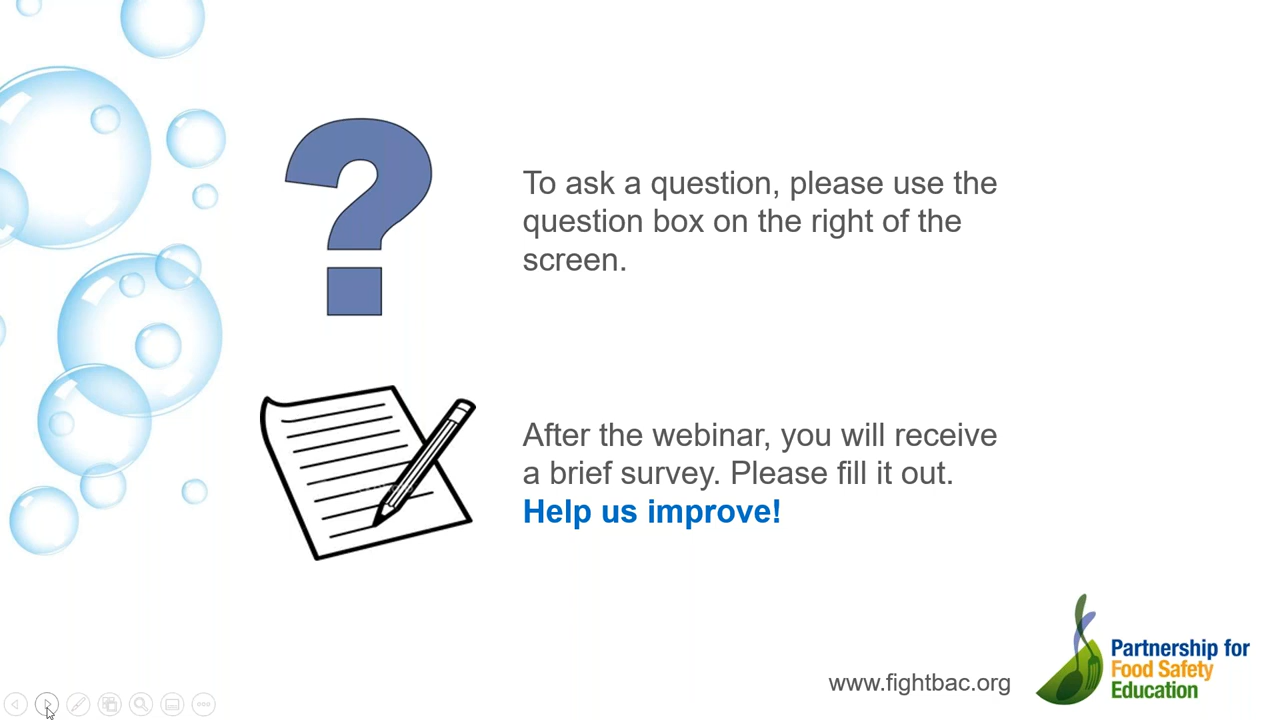 To ask a question, please use the
question box on the right of the
screen.
After the webinar, you will receive
a brief survey. Please fill it out.
Help us improve!
www.fightbac.org
Partnership for
Food Safety
Education